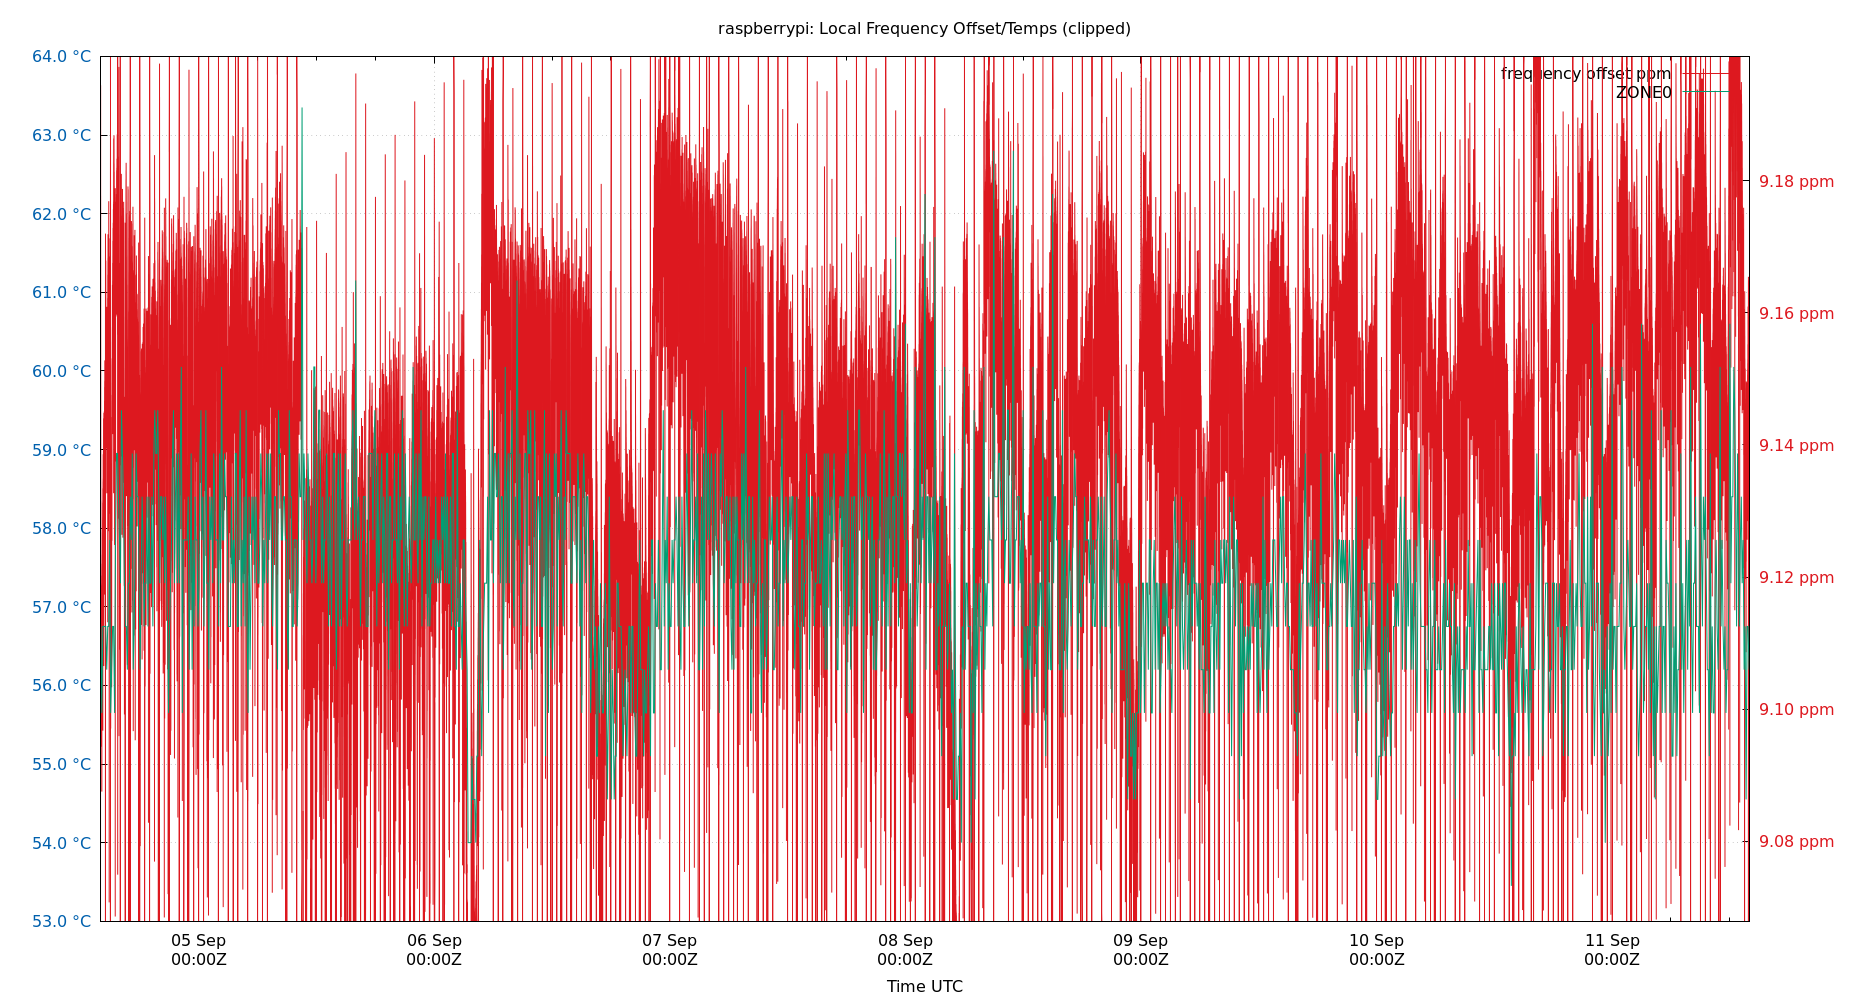 raspberrypi: Local Frequency Offset/Temps (clipped)
64.0 °C
63.0 °C
62.0 °C
61.0 °C
60.0 °C
59.0 °C
58.0 °C
57.0 °C
56.0 °C
55.0 °C
54.0 °C
53.0 °C
frequency offset ppm
ZONE0
9.18 ppm
9.16 ppm
9.14 ppm
9.12 ppm
9.10 ppm
9.08 ppm
05 Sep
00:00Z
06 Sep
00:00Z
07 Sep
00:00Z
08 Sep
00:00Z
09 Sep
00:00Z
10 Sep
00:00Z
11 Sep
00:00Z
Time UTC